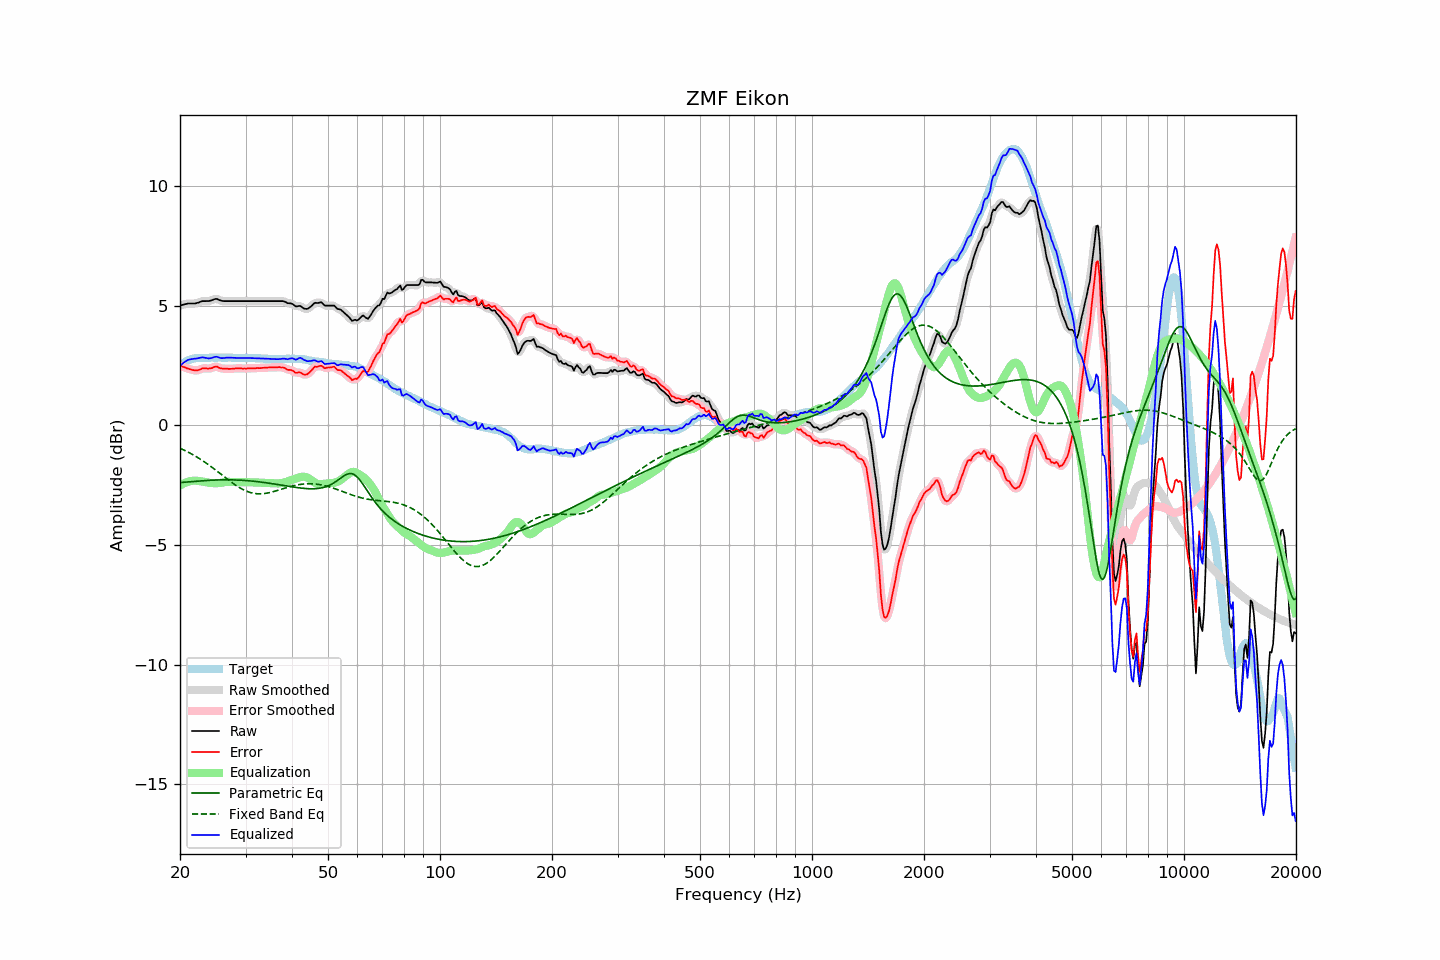 ZMF Eikon
Amplitude (dBr)
10
5
0
−5
−10
−15
Target
Raw Smoothed
Error Smoothed
Raw
Error
Equalization
Parametric Eq
Fixed Band Eq
Equalized
20 50 100 200 500 1000 2000 5000 10000 20000
Frequency (Hz)